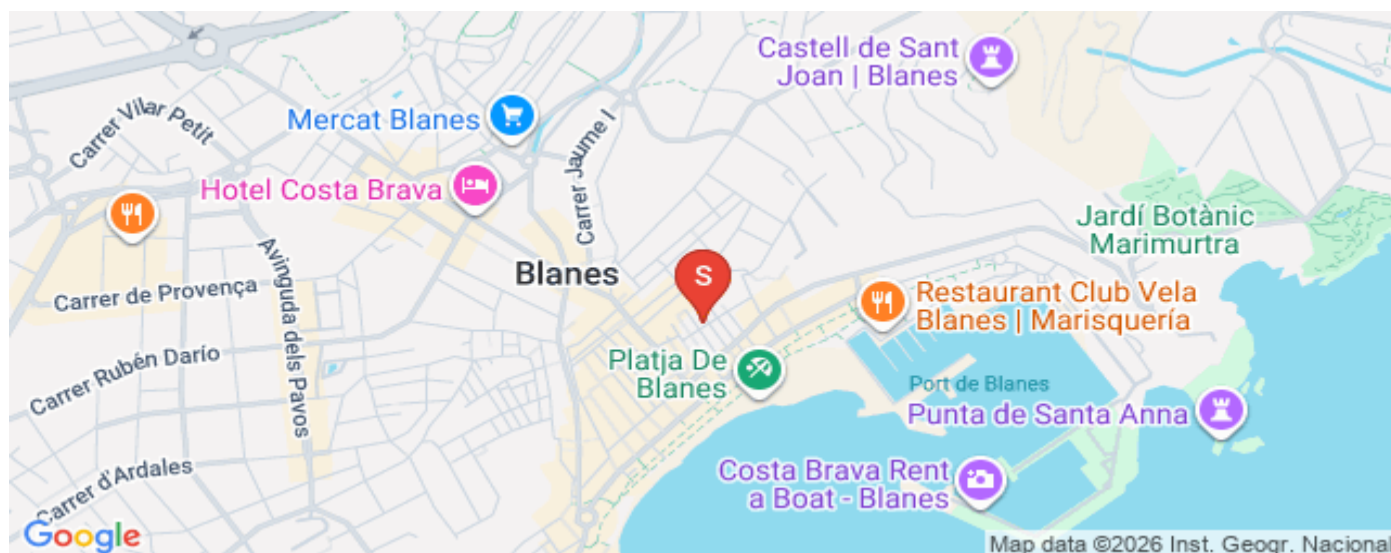 Castell de Sant
Joan | Blanes
Carrer Vilar Petit
Mercat Blanes
Carrer Jaume I
Hotel Costa Brava
Jardí Botànic
Marimurtra
Avinguda dels Pavos
Blanes
S
Carrer de Provença
Restaurant Club Vela
Blanes | Marisquería
Carrer Rubén Darío
Platja De
Blanes
Port de Blanes
Punta de Santa Anna
Carrer d'Ardales
Costa Brava Rent
a Boat - Blanes
Google
Map data ©2026 Inst. Geogr. Nacional